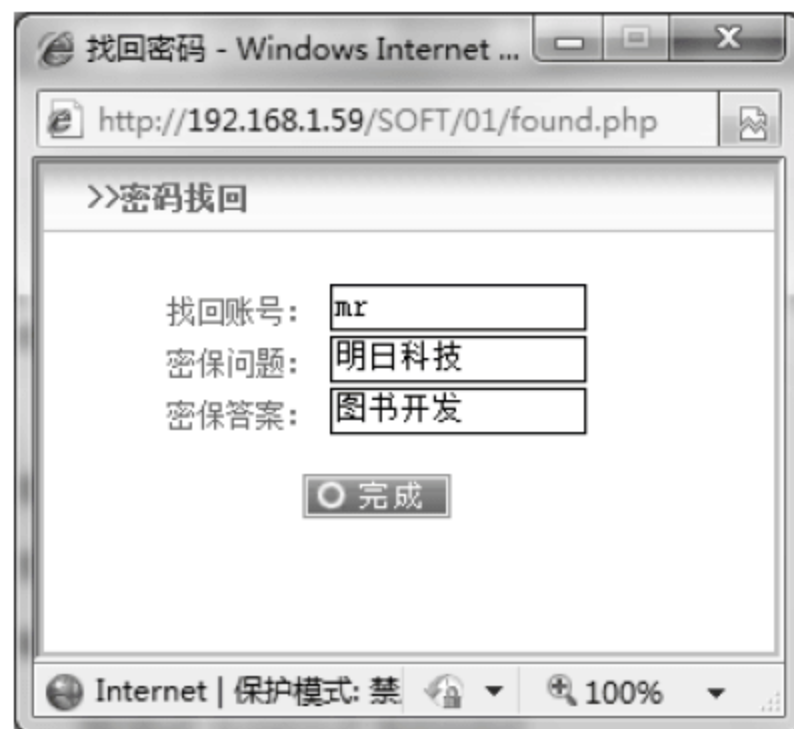 找回密码 - Windows Internet ...
http://192.168.1.59/SOFT/01/found.php
>>密码找回
找回账号： mr
密保问题： 明日科技
密保答案： 图书开发
完成
Internet | 保护模式: 禁 100%